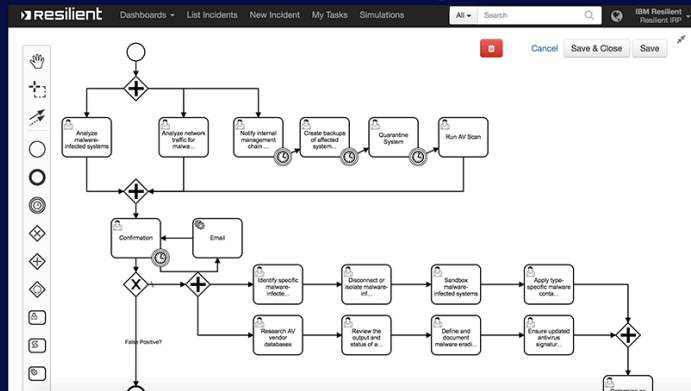 resilient
Dashboards
List Incidents
New Incident
My Tasks
Simulations
All
Search
IBM Resilient
Resilient IRP
Cancel
Save & Close
Save
Analyze
malware-
infected systems
Analyze network
traffic for
malwa...
Notify internal
management
chain ...
Create backups
of affected
system...
Quarantine
System
Run AV Scan
Confirmation
Email
Identify specific
malware-
infecte...
Disconnect or
isolate malware-
inf...
Sandbox
malware-
infected systems
Apply type-
specific malware
conta...
X
Research AV
vendor
databases
Review the
output and
status of a...
Define and
document
malware eradi...
Ensure updated
antivirus
signatur...
False Positive?